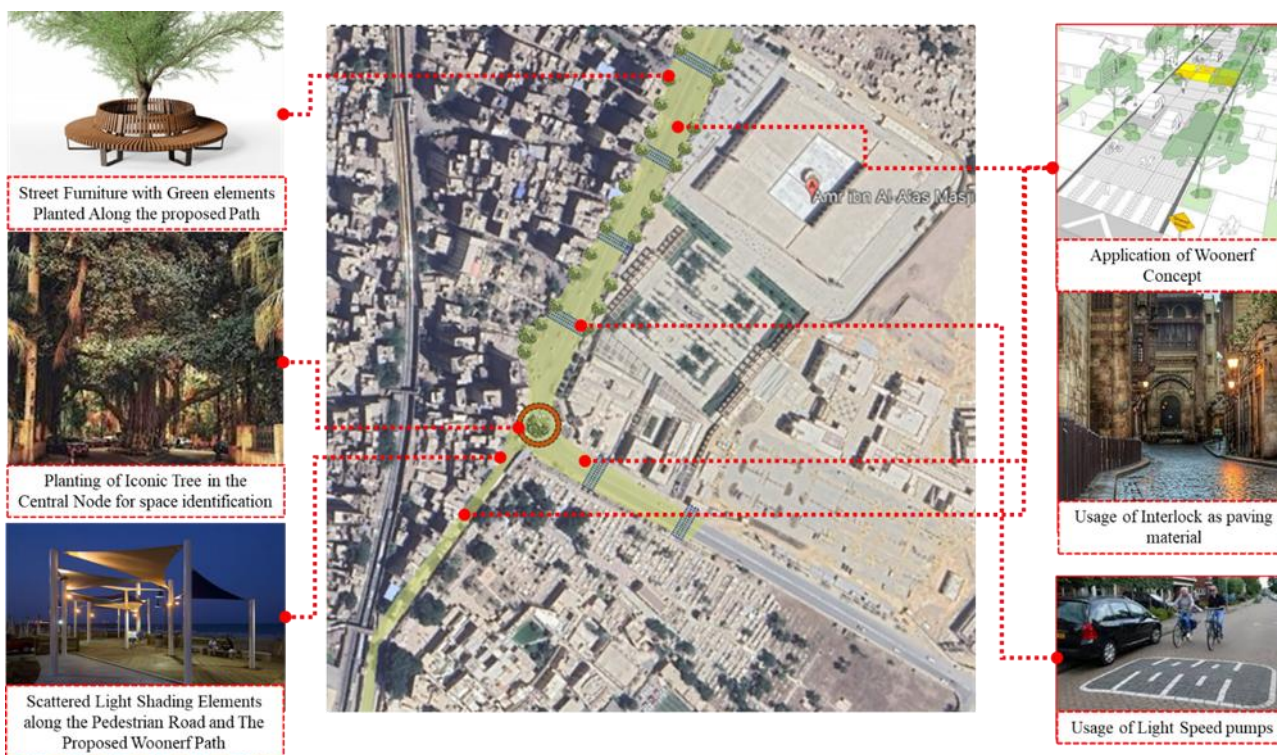 Street Furniture with Green elements
Planted Along the proposed Path
Planting of Iconic Tree in the
Central Node for space identification
Scattered Light Shading Elements
along the Pedestrian Road and The
Proposed Woonerf Path
Amr ibn Al-Aas Masji
Application of Woonerf
Concept
Usage of Interlock as paving
material
Usage of Light Speed pumps